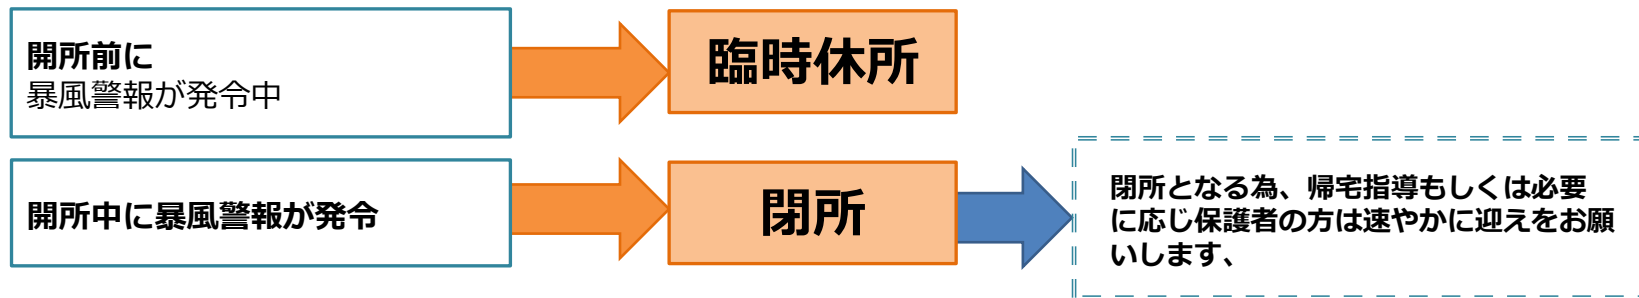 開所前に
暴風警報が発令中
臨時休所
開所中に暴風警報が発令
閉所
閉所となる為、帰宅指導もしくは必要
に応じ保護者の方は速やかに迎えをお願
いします、